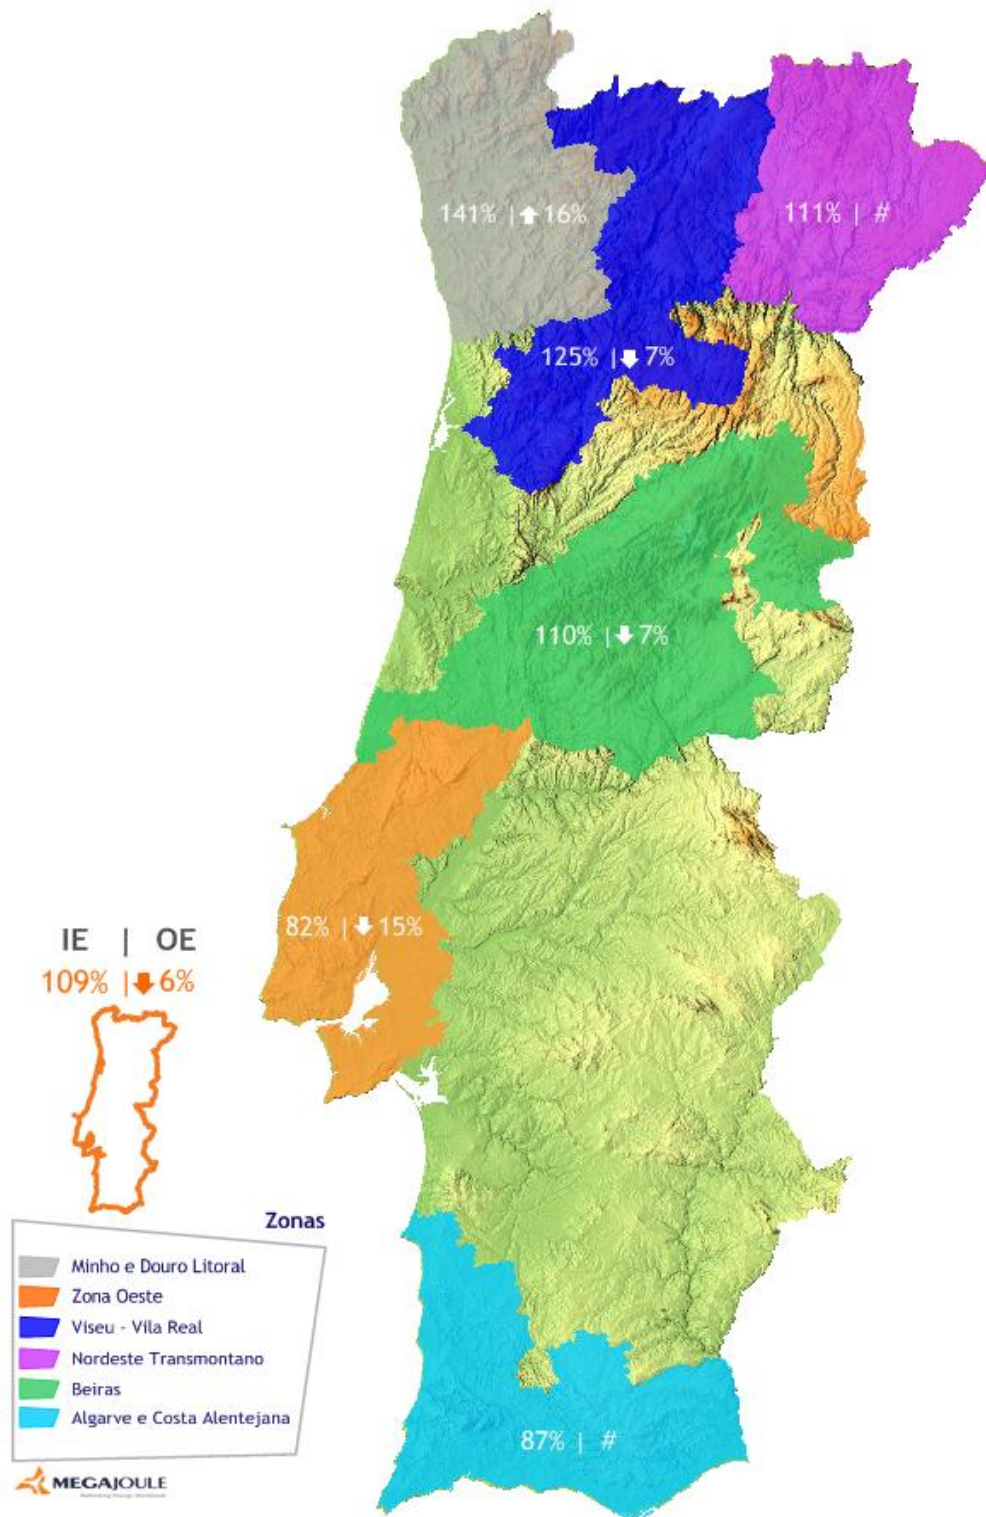 141% | ⬆ 16%
111% | #
125% | ⬇ 7%
110% | ⬇ 7%
82% | ⬇ 15%
IE | OE
109% | ⬇ 6%
Zonas
Minho e Douro Litoral
Zona Oeste
Viseu - Vila Real
Nordeste Transmontano
Beiras
Algarve e Costa Alentejana
87% | #
MEGAJOULE